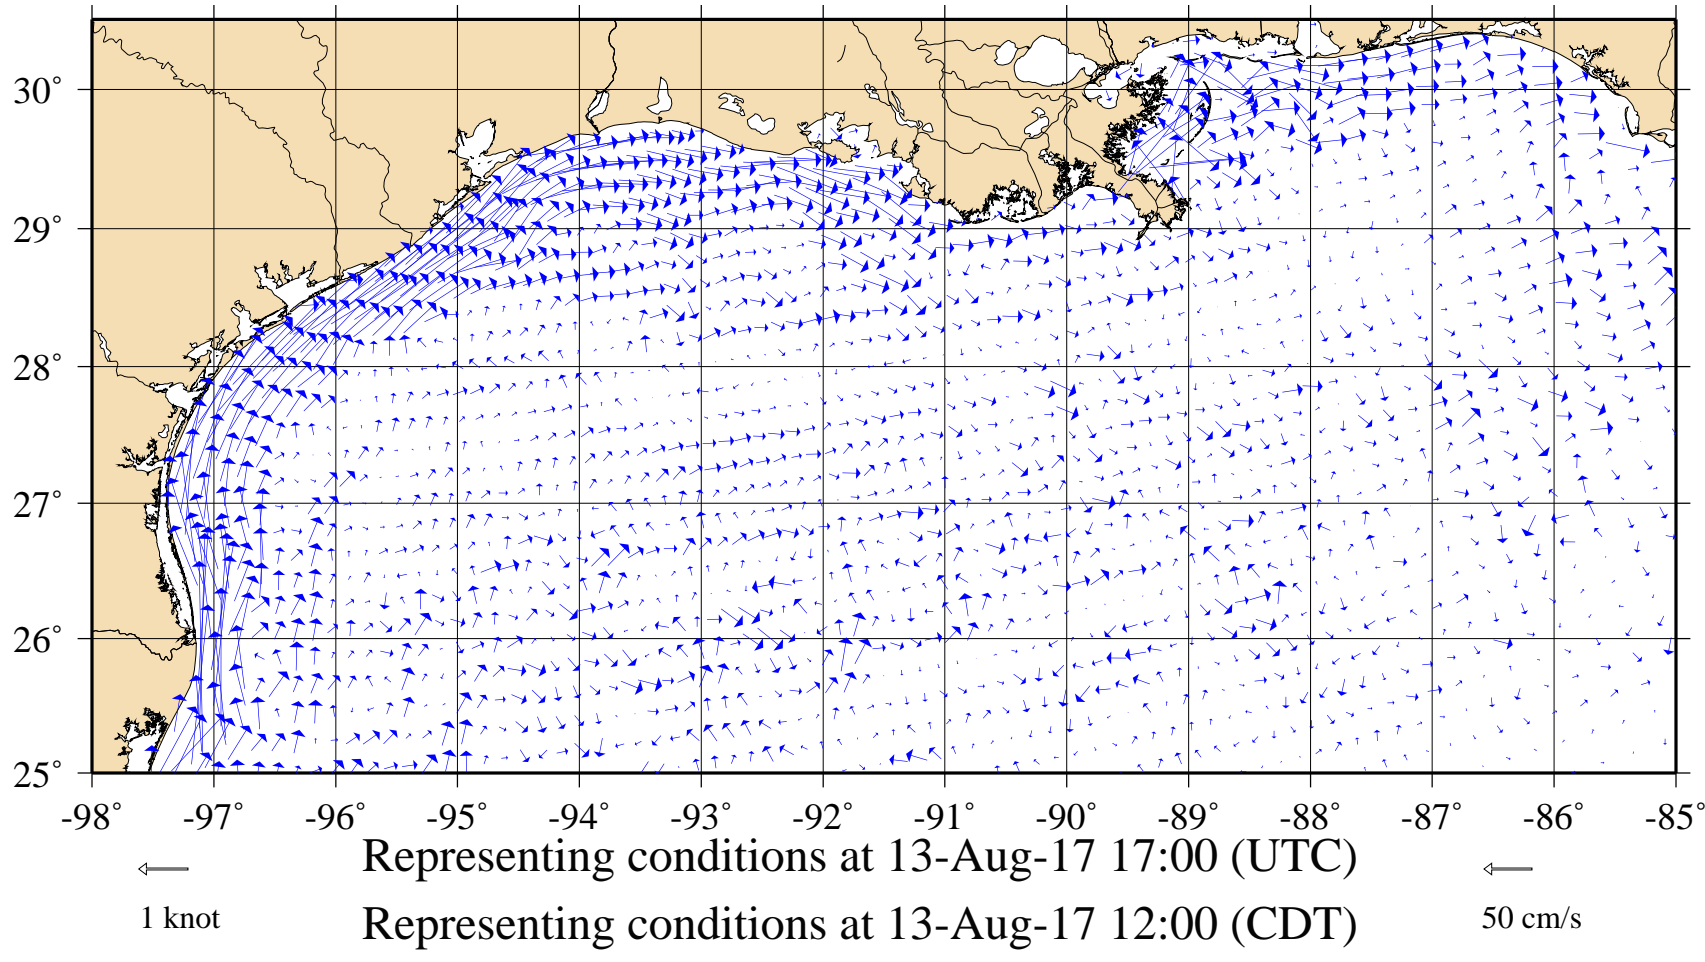 30°
29°
28°
27°
26°
25°
-98° -97° -96° -95° -94° -93° -92° -91° -90° -89° -88° -87° -86° -85°
Representing conditions at 13-Aug-17 17:00 (UTC)
1 knot
Representing conditions at 13-Aug-17 12:00 (CDT)
50 cm/s